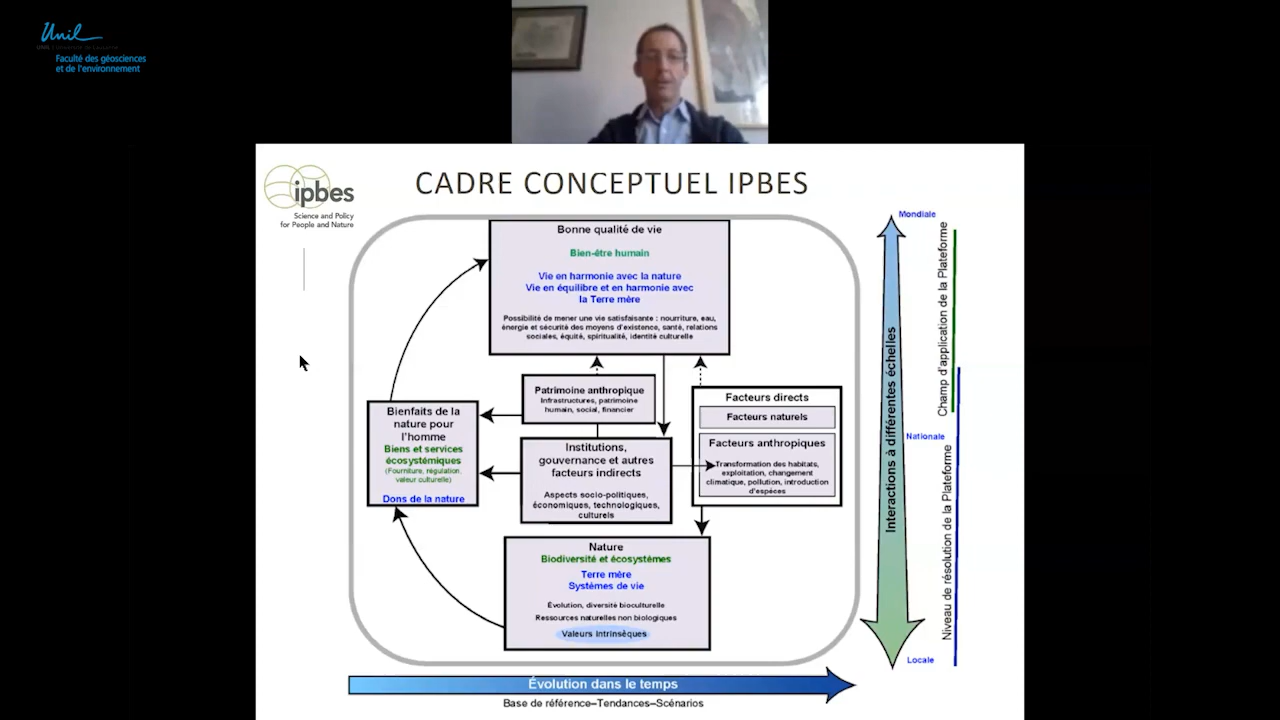 Unil
UNIL | Université de Lausanne
Faculté des géosciences
et de l'environnement
ipbes
Science and Policy
for People and Nature
CADRE CONCEPTUEL IPBES
Bonne qualité de vie
Bien-être humain
Vie en harmonie avec la nature
Vie en équilibre et en harmonie avec
la Terre mère
Possibilité de mener une vie satisfaisante : nourriture, eau,
énergie et sécurité des moyens d'existence, santé, relations
sociales, équité, spiritualité, identité culturelle
Patrimoine anthropique
Infrastructures, patrimoine
humain, social, financier
Facteurs directs
Facteurs naturels
Facteurs anthropiques
Transformation des habitats,
exploitation, changement
climatique, pollution, introduction
d'espèces
Bienfaits de la
nature pour
l'homme
Biens et services
écosystémiques
(Fourniture, régulation,
valeur culturelle)
Dons de la nature
Institutions,
gouvernance et autres
facteurs indirects
Aspects socio-politiques,
économiques, technologiques,
culturels
Nature
Biodiversité et écosystèmes
Terre mère
Systèmes de vie
Évolution, diversité bioculturelle
Ressources naturelles non biologiques
Valeurs intrinsèques
Évolution dans le temps
Base de référence–Tendances–Scénarios
Mondiale
Nationale
Locale
Interactions à différentes échelles
Champ d'application de la Plateforme
Niveau de résolution de la Plateforme